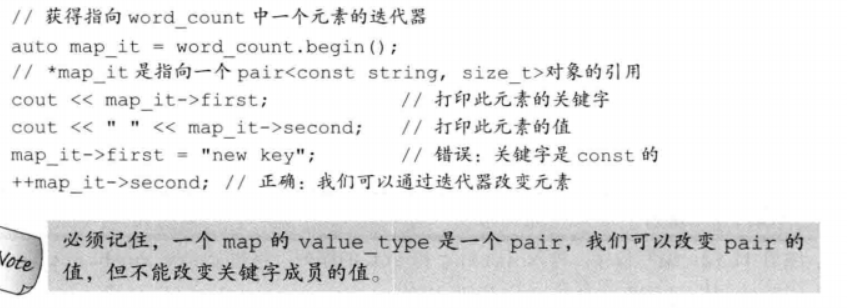 // 获得指向 word_count 中一个元素的迭代器
auto map_it = word_count.begin();
// *map_it 是指向一个 pair<const string, size_t>对象的引用
cout << map_it->first;                // 打印此元素的关键字
cout << " " << map_it->second;    // 打印此元素的值
map_it->first = "new key";           // 错误：关键字是 const 的
++map_it->second; // 正确：我们可以通过迭代器改变元素
Note
必须记住，一个 map 的 value_type 是一个 pair，我们可以改变 pair 的
值，但不能改变关键字成员的值。